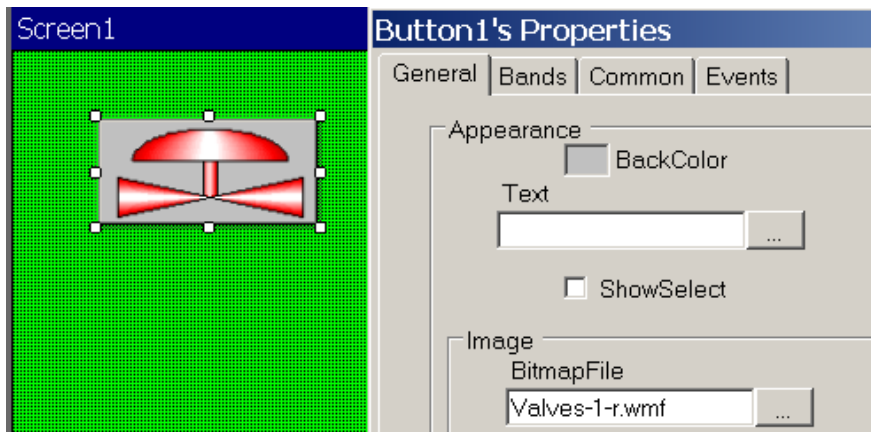 Screen1
Button1's Properties
General Bands Common Events
Appearance
BackColor
Text
...
ShowSelect
Image
BitmapFile
Valves-1-r.wmf ...